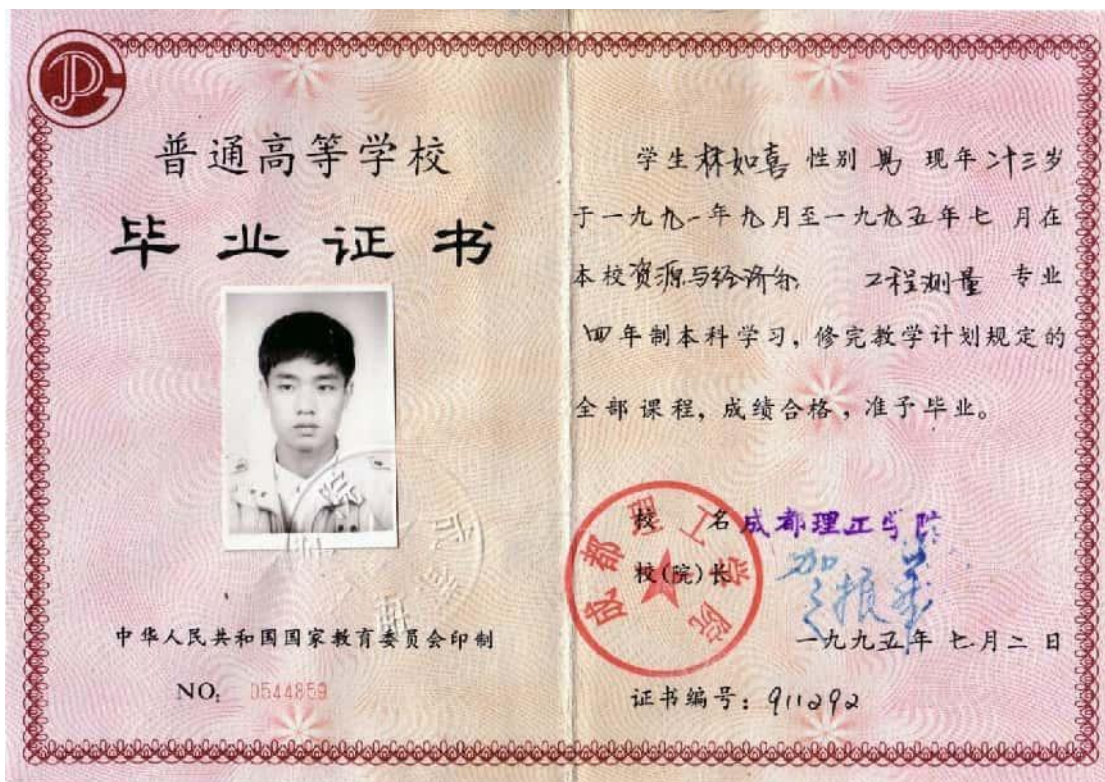 普通高等学校
毕业证书
中华人民共和国国家教育委员会印制
NO: 0544859
学生林如喜 性别 男 现年 廿三岁
于一九九一年九月至一九九五年七 月在
本校资源与经济系 工程测量 专业
四年制本科学习，修完教学计划规定的
全部课程，成绩合格，准予毕业。
校 名 成都理工学院
校(院)长
成都理工学院
一九九五年 七月二 日
证书编号：911292